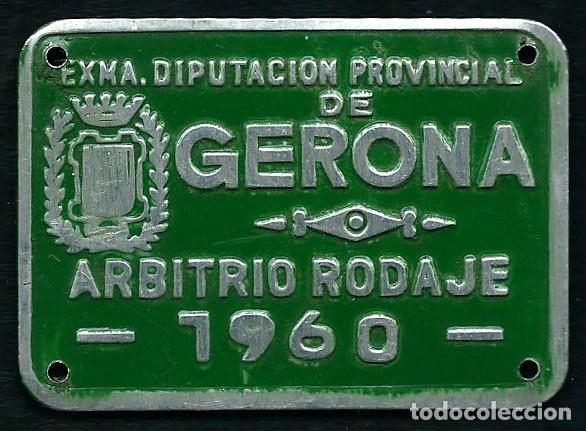 EXMA. DIPUTACION PROVINCIAL
DE
GERONA
ARBITRIO RODAJE
- 1960 -
todocoleccion